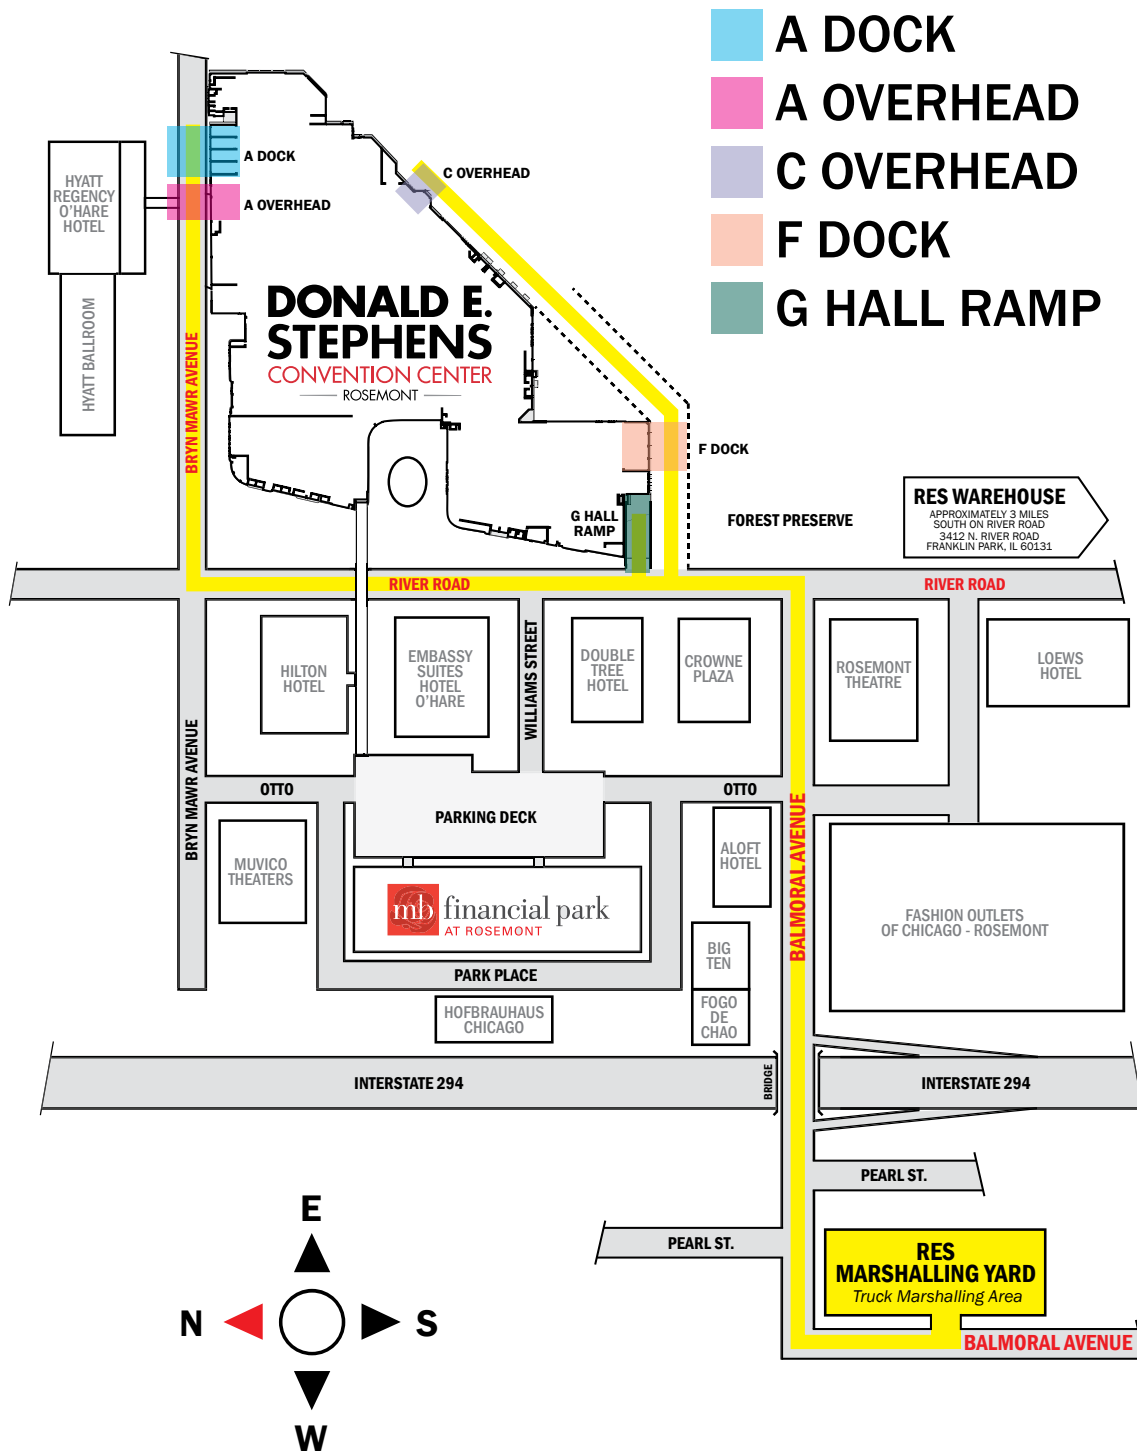 A DOCK
A OVERHEAD
C OVERHEAD
F DOCK
G HALL RAMP
A DOCK
A OVERHEAD
C OVERHEAD
HYATT
REGENCY
O'HARE
HOTEL
HYATT BALLROOM
BRYN MAWR AVENUE
DONALD E.
STEPHENS
CONVENTION CENTER
ROSEMONT
F DOCK
G HALL
RAMP
FOREST PRESERVE
RES WAREHOUSE
APPROXIMATELY 3 MILES
SOUTH ON RIVER ROAD
3412 N. RIVER ROAD
FRANKLIN PARK, IL 60131
RIVER ROAD
RIVER ROAD
HILTON
HOTEL
EMBASSY
SUITES
HOTEL
O'HARE
WILLIAMS STREET
DOUBLE
TREE
HOTEL
CROWNE
PLAZA
ROSEMONT
THEATRE
LOEWS
HOTEL
BRYN MAWR AVENUE
OTTO
OTTO
PARKING DECK
BALMORAL AVENUE
MUVICO
THEATERS
ALOFT
HOTEL
mb financial park
AT ROSEMONT
FASHION OUTLETS
OF CHICAGO - ROSEMONT
BIG
TEN
PARK PLACE
HOFBRAUHAUS
CHICAGO
FOGO
DE
CHAO
INTERSTATE 294
BRIDGE
INTERSTATE 294
PEARL ST.
PEARL ST.
RES
MARSHALLING YARD
Truck Marshalling Area
BALMORAL AVENUE
E
N
S
W